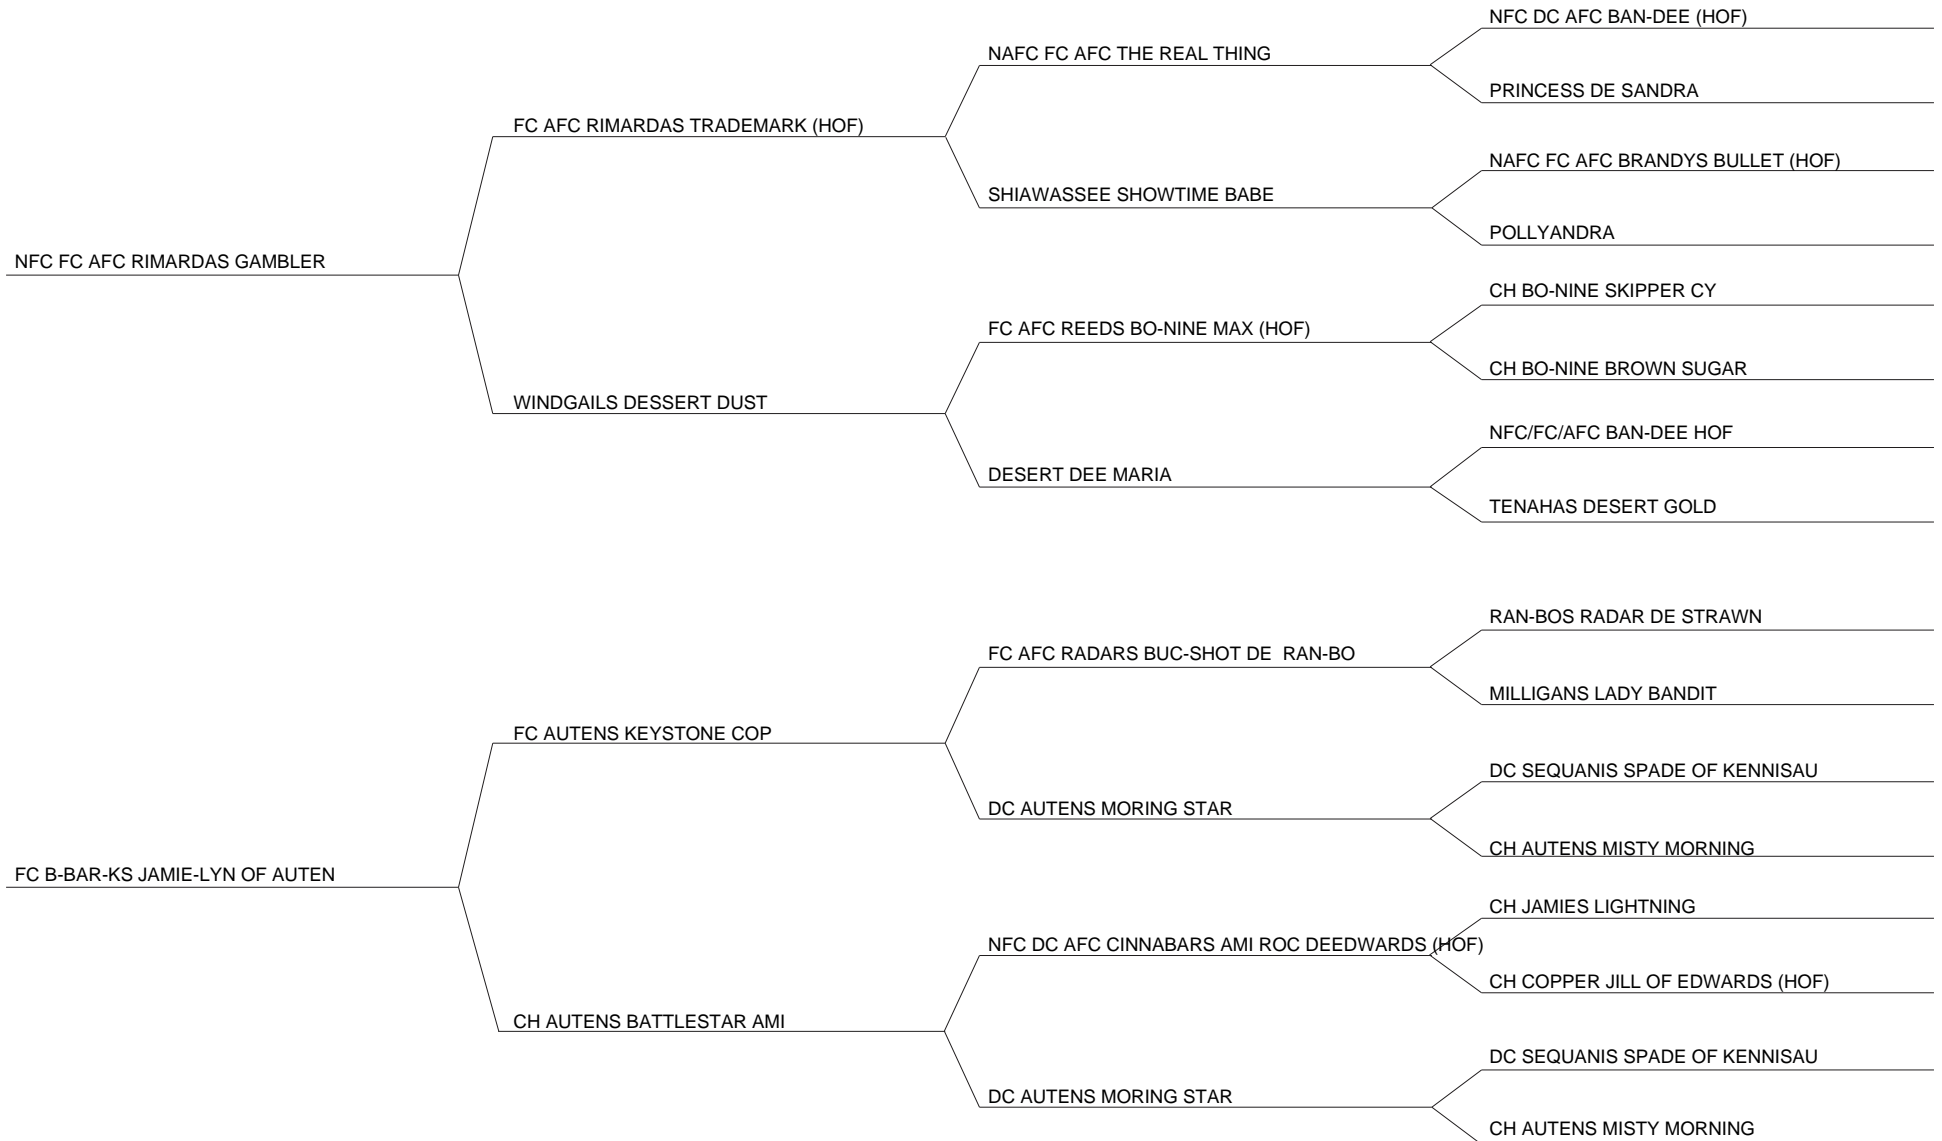 NFC DC AFC BAN-DEE (HOF)
NAFC FC AFC THE REAL THING
PRINCESS DE SANDRA
FC AFC RIMARDAS TRADEMARK (HOF)
NAFC FC AFC BRANDYS BULLET (HOF)
SHIAWASSEE SHOWTIME BABE
POLLYANDRA
NFC FC AFC RIMARDAS GAMBLER
CH BO-NINE SKIPPER CY
FC AFC REEDS BO-NINE MAX (HOF)
CH BO-NINE BROWN SUGAR
WINDGAILS DESSERT DUST
NFC/FC/AFC BAN-DEE HOF
DESERT DEE MARIA
TENAHAS DESERT GOLD
RAN-BOS RADAR DE STRAWN
FC AFC RADARS BUC-SHOT DE  RAN-BO
MILLIGANS LADY BANDIT
FC AUTENS KEYSTONE COP
DC SEQUANIS SPADE OF KENNISAU
DC AUTENS MORING STAR
CH AUTENS MISTY MORNING
FC B-BAR-KS JAMIE-LYN OF AUTEN
CH JAMIES LIGHTNING
NFC DC AFC CINNABARS AMI ROC DEEDWARDS (HOF)
CH COPPER JILL OF EDWARDS (HOF)
CH AUTENS BATTLESTAR AMI
DC SEQUANIS SPADE OF KENNISAU
DC AUTENS MORING STAR
CH AUTENS MISTY MORNING